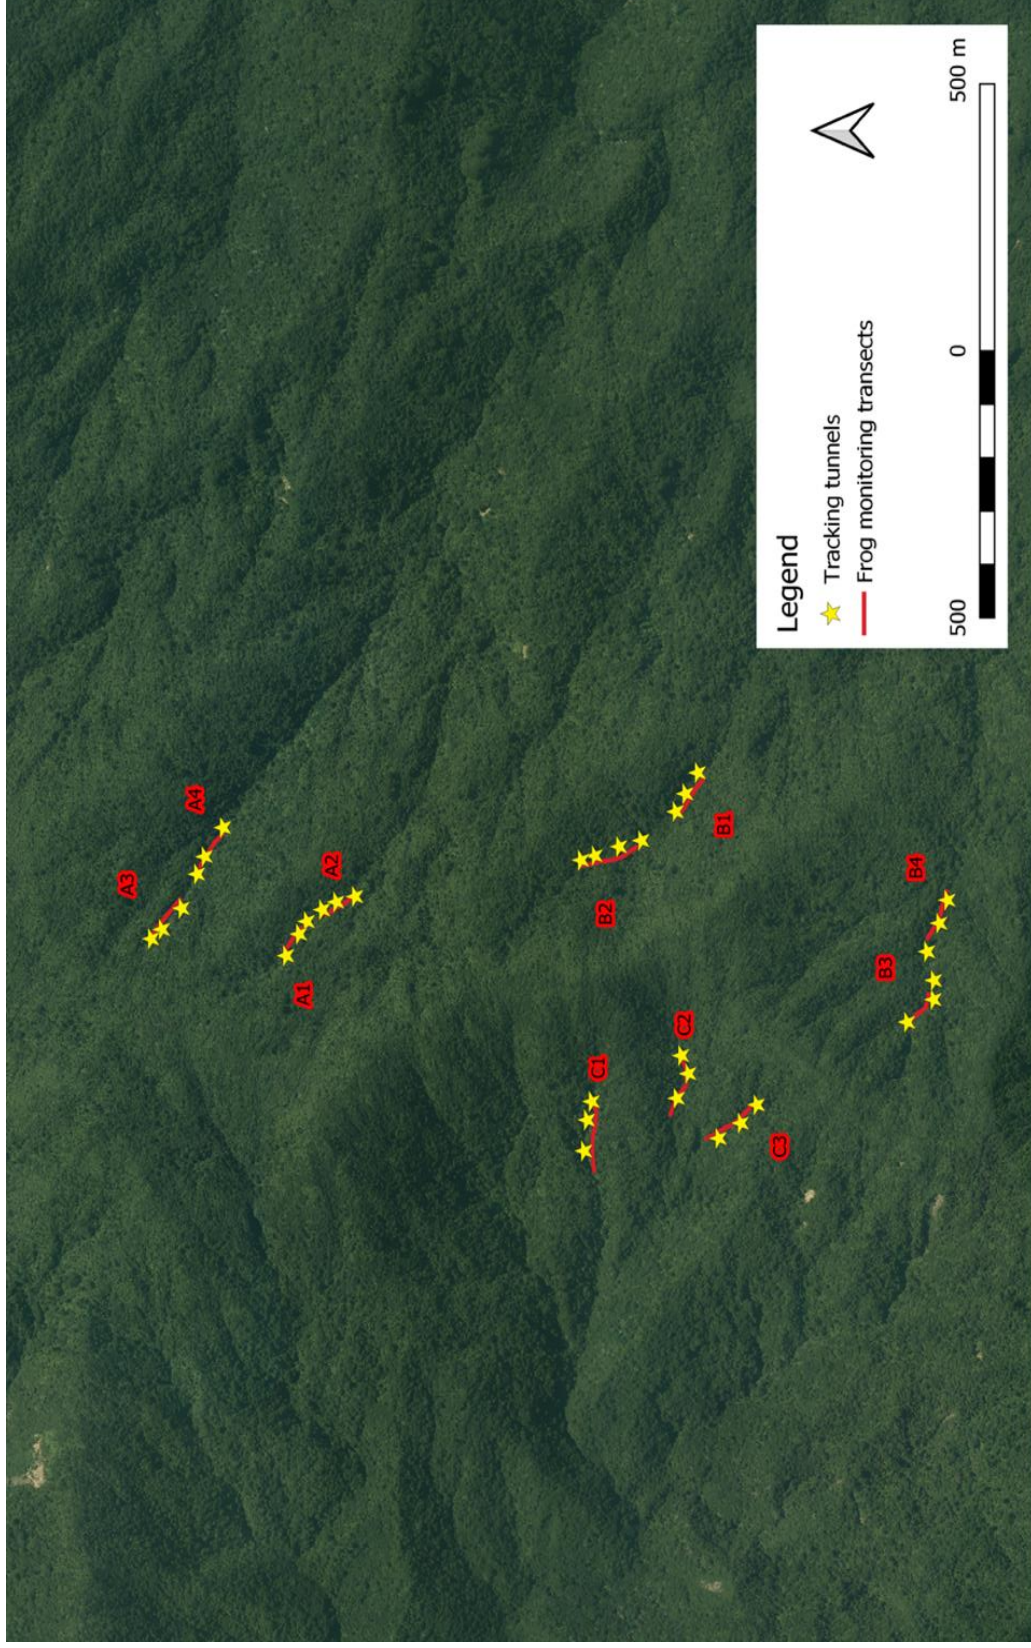 A3
A4
A1
A2
B2
B1
C1
C2
C3
B3
B4
Legend
Tracking tunnels
Frog monitoring transects
500 0 500 m